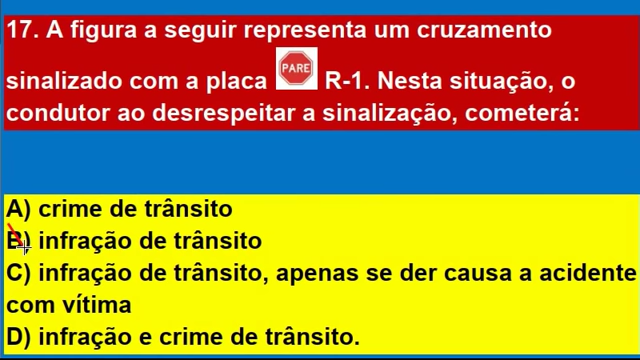 17. A figura a seguir representa um cruzamento
sinalizado com a placa PARE R-1. Nesta situação, o
condutor ao desrespeitar a sinalização, cometerá:
A) crime de trânsito
B) infração de trânsito
C) infração de trânsito, apenas se der causa a acidente
com vítima
D) infração e crime de trânsito.